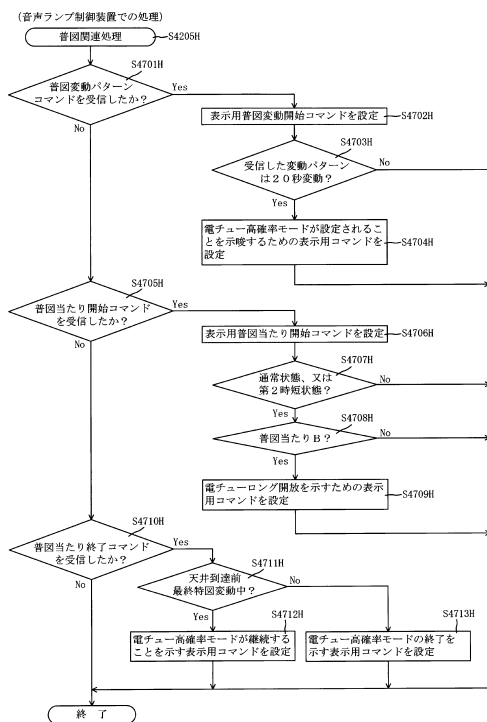 (音声ランプ制御装置での処理)
普図関連処理
S4205H
S4701H
普図変動パターン
コマンドを受信したか?
Yes
No
表示用普図変動開始コマンドを設定
S4702H
S4703H
受信した変動パターン
は20秒変動?
No
Yes
電チュー高確率モードが設定されるこ
とを示唆するための表示用コマンドを
設定
S4704H
S4705H
普図当たり開始コマンド
を受信したか?
Yes
No
表示用普図当たり開始コマンドを設定
S4706H
S4707H
通常状態、又は
第2時短状態?
No
Yes
S4708H
普図当たりB?
No
Yes
電チューロング開放を示すための表示
用コマンドを設定
S4709H
S4710H
普図当たり終了コマンド
を受信したか?
Yes
No
S4711H
天井到達前
最終特図変動中?
No
Yes
S4712H
電チュー高確率モードが継続する
ことを示す表示用コマンドを設定
S4713H
電チュー高確率モードの終了を
示す表示用コマンドを設定
終了